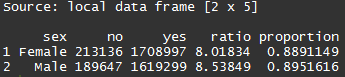 Source: local data frame [2 x 5]
sex no yes ratio proportion
1 Female 213136 1708997 8.01834 0.8891149
2 Male 189647 1619299 8.53849 0.8951616